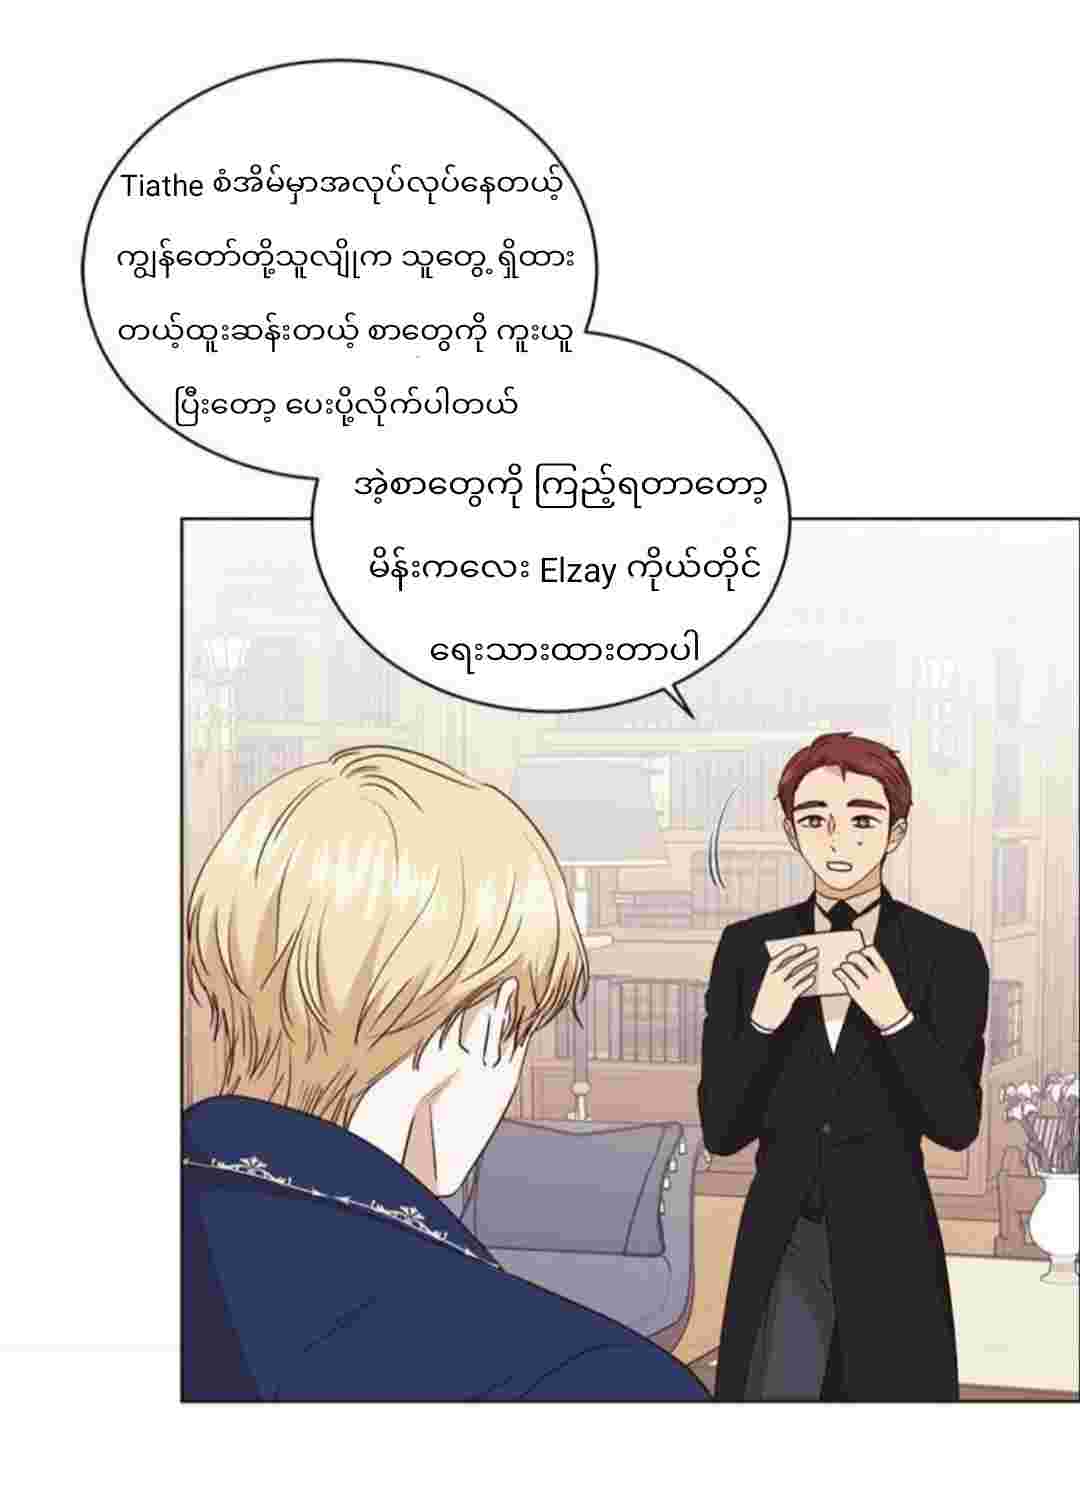 Tiathe စံအိမ်မှာအလုပ်လုပ်နေတယ့်
ကျွန်တော်တို့သူလျိုက သူတွေ့ ရှိထား
တယ့်ထူးဆန်းတယ့် စာတွေကို ကူးယူ
ပြီးတော့ ပေးပို့လိုက်ပါတယ်
အဲ့စာတွေကို ကြည့်ရတာတော့
မိန်းကလေး Elzay ကိုယ်တိုင်
ရေးသားထားတာပါ